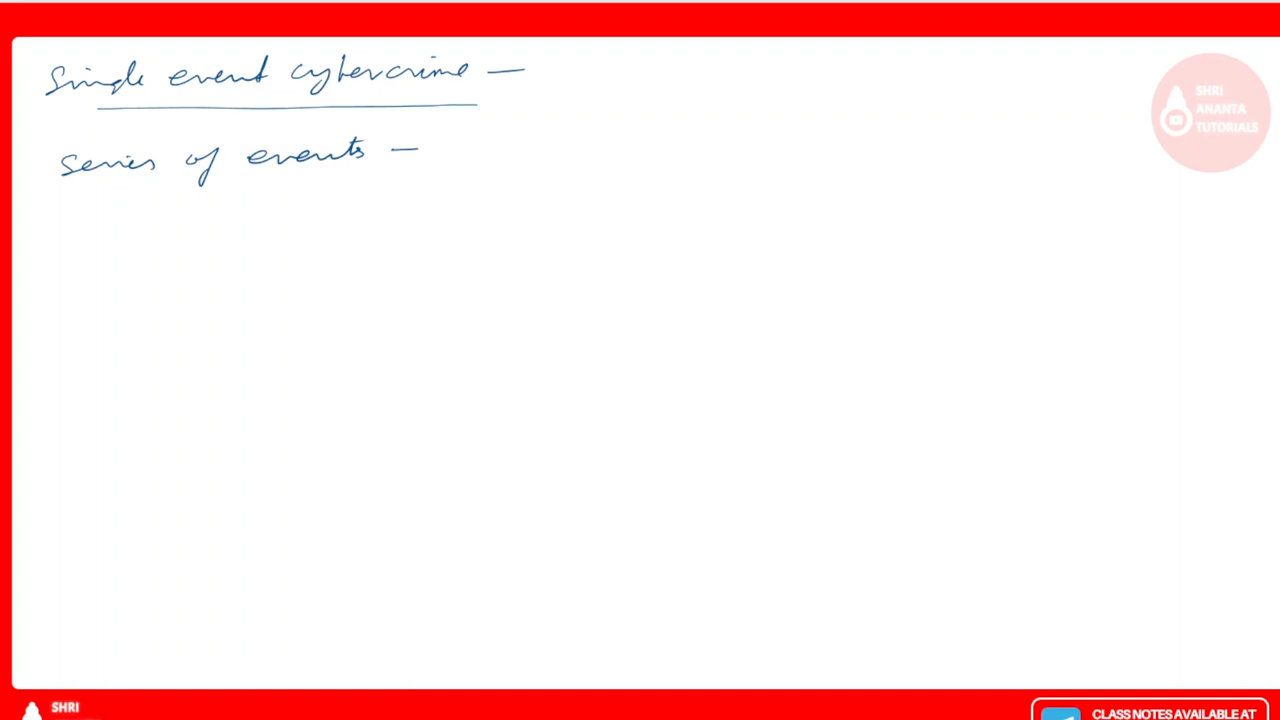 Single event cybercrime —
series of events —
SHRI
ANANTA
TUTORIALS
SHRI
CLASS NOTES AVAILABLE AT